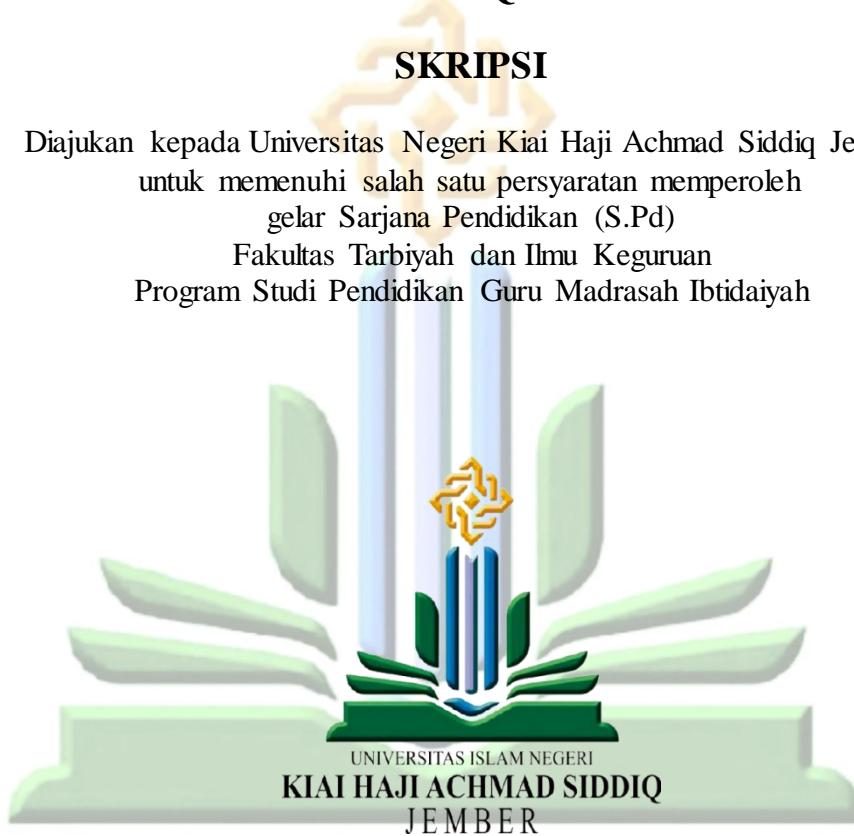 SKRIPSI
Diajukan kepada Universitas Negeri Kiai Haji Achmad Siddiq Je
untuk memenuhi salah satu persyaratan memperoleh
gelar Sarjana Pendidikan (S.Pd)
Fakultas Tarbiyah dan Ilmu Keguruan
Program Studi Pendidikan Guru Madrasah Ibtidaiyah
UNIVERSITAS ISLAM NEGERI
KIAI HAJI ACHMAD SIDDIQ
JEMBER